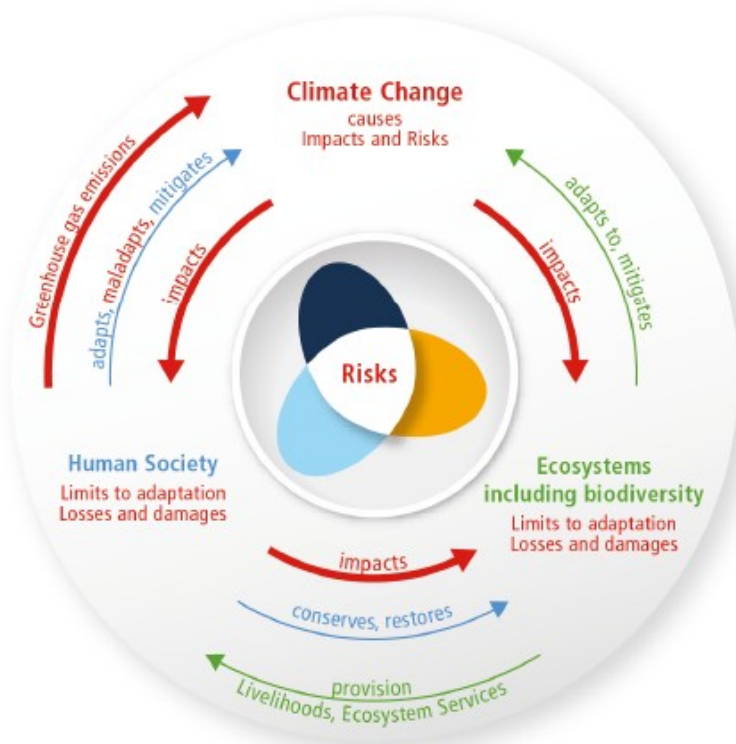 Climate Change
causes
Impacts and Risks
Greenhouse gas emissions
adapts, maladapts, mitigates
impacts
impacts
adapts to, mitigates
Risks
Human Society
Limits to adaptation
Losses and damages
Ecosystems
including biodiversity
Limits to adaptation
Losses and damages
impacts
conserves, restores
provision
Livelihoods, Ecosystem Services